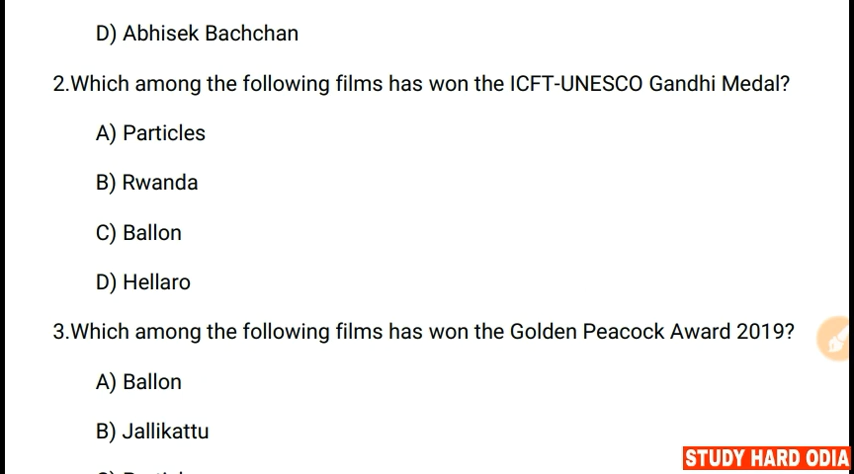 D) Abhisek Bachchan
2.Which among the following films has won the ICFT-UNESCO Gandhi Medal?
A) Particles
B) Rwanda
C) Ballon
D) Hellaro
3.Which among the following films has won the Golden Peacock Award 2019?
A) Ballon
B) Jallikattu
STUDY HARD ODIA